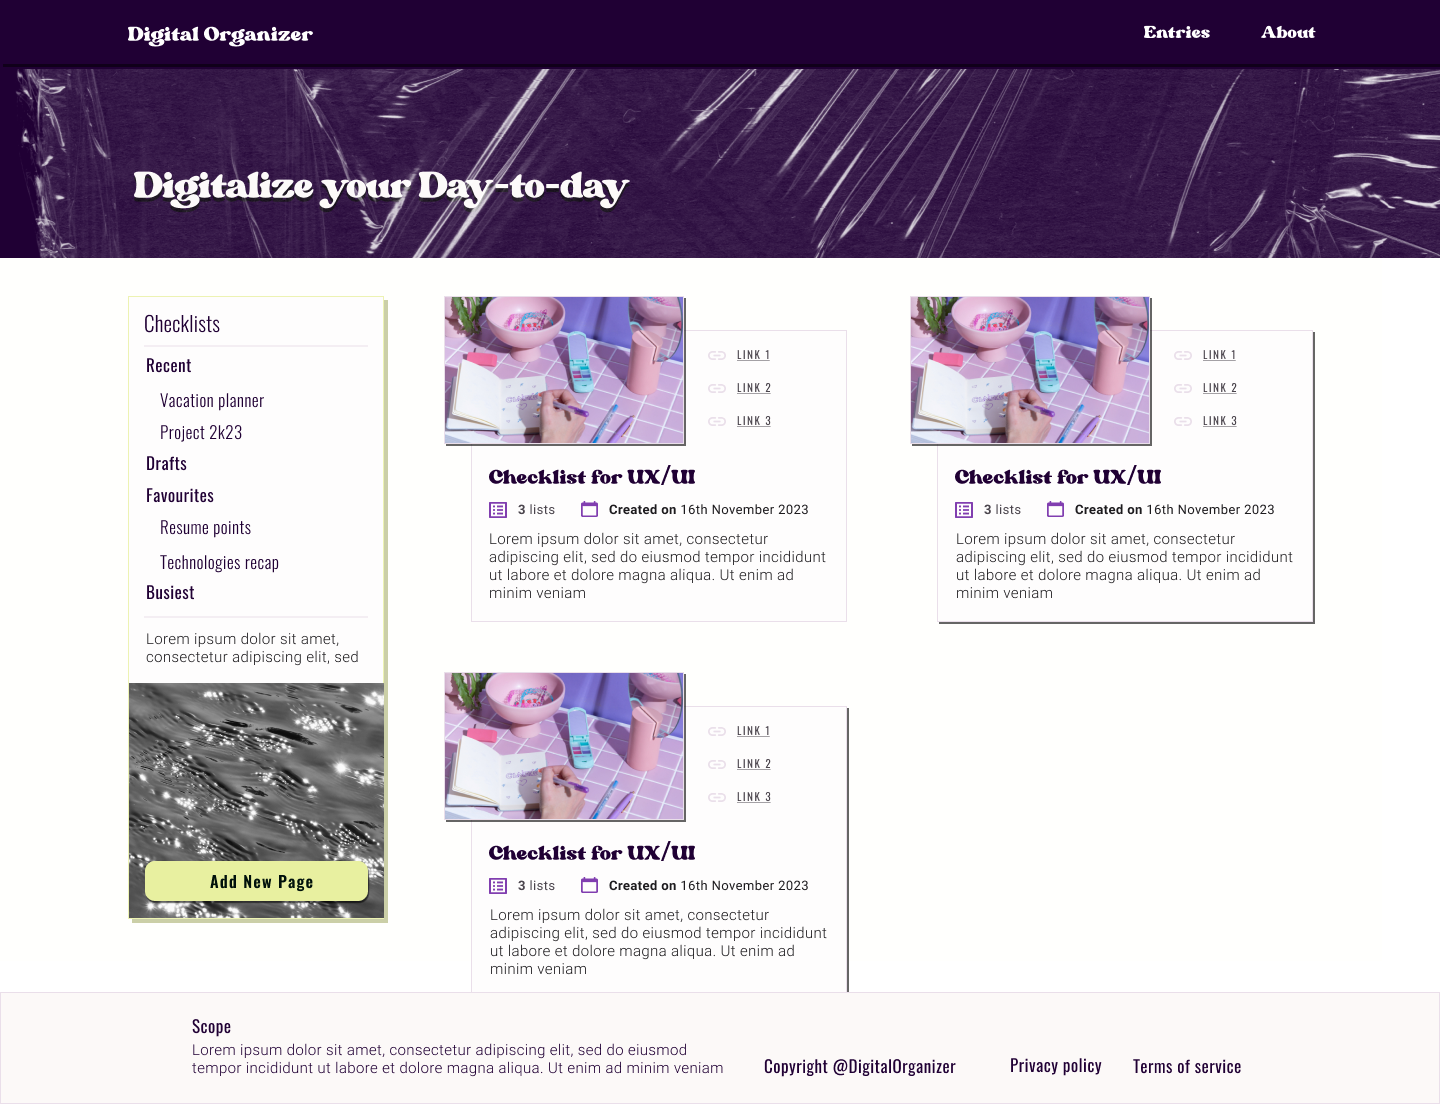 Digital Organizer
Entries
About
Digitalize your Day-to-day
Checklists
Recent
Vacation planner
Project 2k23
Drafts
Favourites
Resume points
Technologies recap
Busiest
Lorem ipsum dolor sit amet,
consectetur adipiscing elit, sed
Add New Page
LINK 1
LINK 2
LINK 3
Checklist for UX/UI
3 lists
Created on 16th November 2023
Lorem ipsum dolor sit amet, consectetur
adipiscing elit, sed do eiusmod tempor incididunt
ut labore et dolore magna aliqua. Ut enim ad
minim veniam
LINK 1
LINK 2
LINK 3
Checklist for UX/UI
3 lists
Created on 16th November 2023
Lorem ipsum dolor sit amet, consectetur
adipiscing elit, sed do eiusmod tempor incididunt
ut labore et dolore magna aliqua. Ut enim ad
minim veniam
LINK 1
LINK 2
LINK 3
Checklist for UX/UI
3 lists
Created on 16th November 2023
Lorem ipsum dolor sit amet, consectetur
adipiscing elit, sed do eiusmod tempor incididunt
ut labore et dolore magna aliqua. Ut enim ad
minim veniam
Scope
Lorem ipsum dolor sit amet, consectetur adipiscing elit, sed do eiusmod
tempor incididunt ut labore et dolore magna aliqua. Ut enim ad minim veniam
Copyright @DigitalOrganizer
Privacy policy
Terms of service